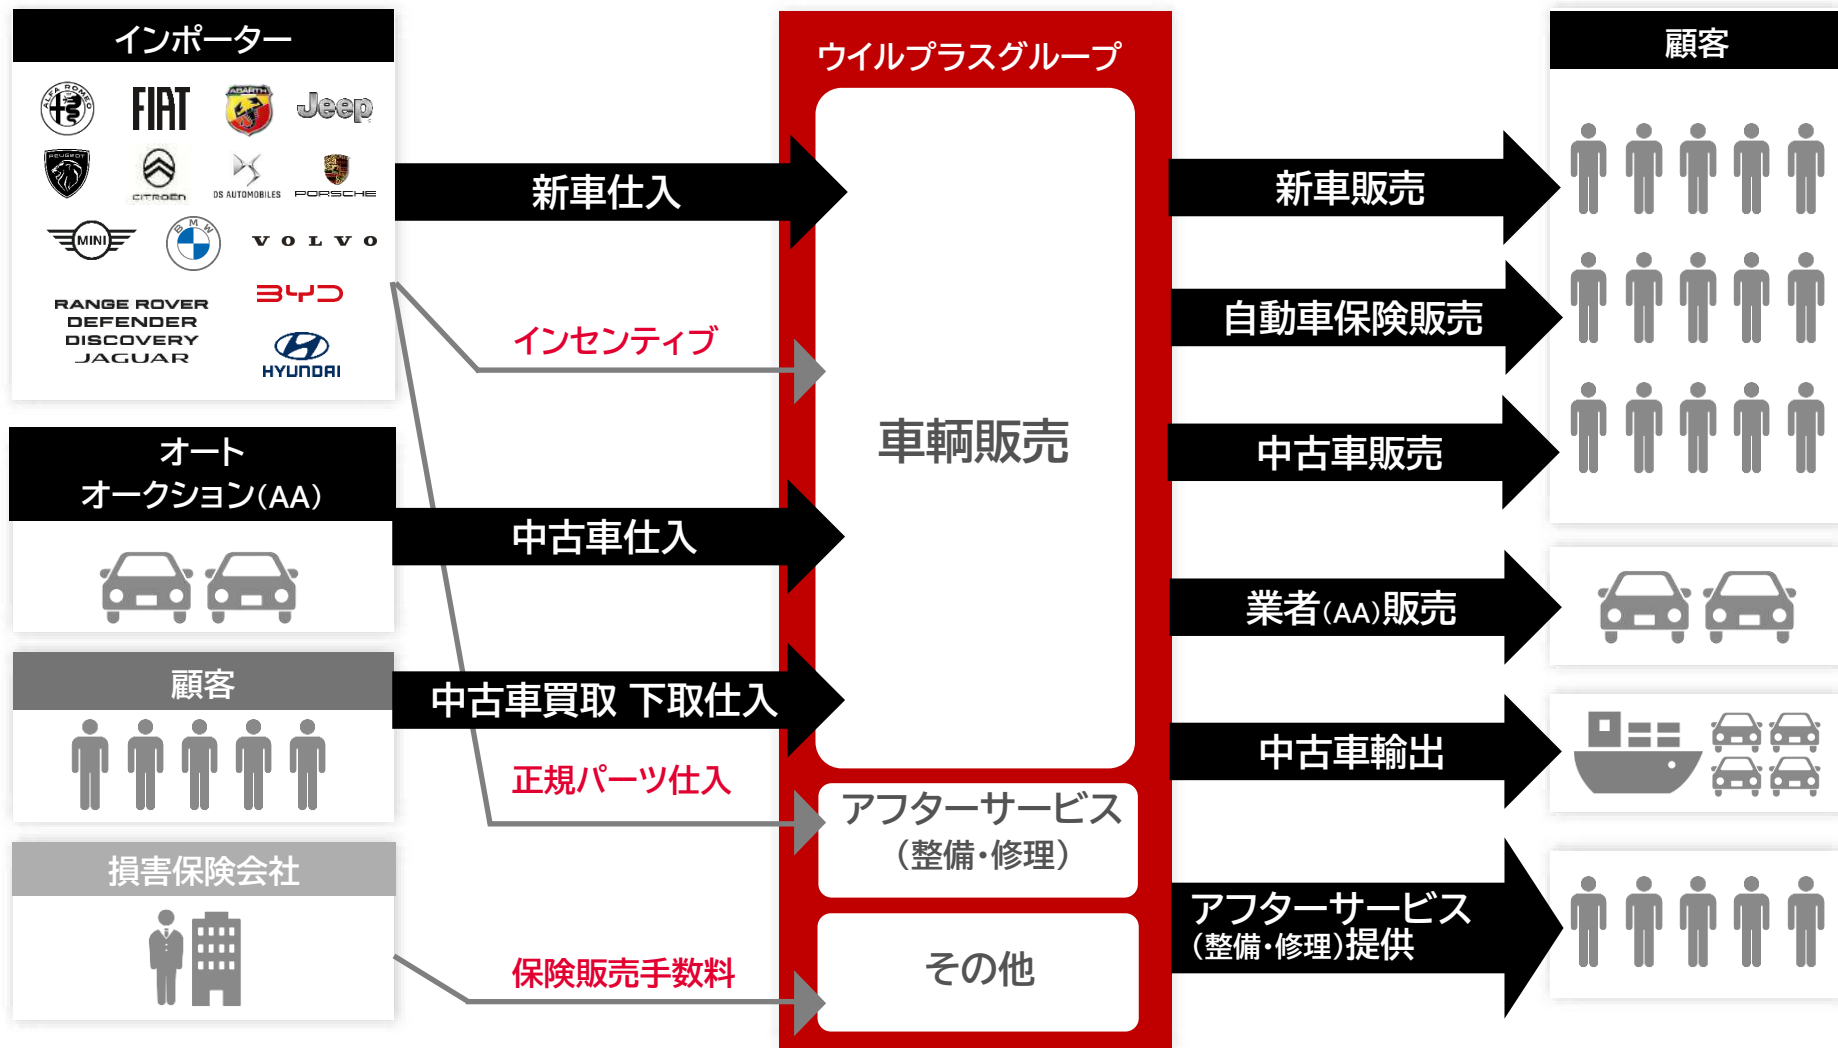 インポーター
ALFA ROMEO
FIAT
ABARTH
Jeep
PEUGEOT
CITROËN
DS AUTOMOBILES
PORSCHE
MINI
BMW
VOLVO
RANGE ROVER
DEFENDER
DISCOVERY
JAGUAR
BYD
HYUNDAI
オート
オークション(AA)
顧客
損害保険会社
新車仕入
インセンティブ
中古車仕入
中古車買取 下取仕入
正規パーツ仕入
保険販売手数料
ウイルプラスグループ
車輌販売
アフターサービス
(整備・修理)
その他
新車販売
自動車保険販売
中古車販売
業者(AA)販売
中古車輸出
アフターサービス
(整備・修理)提供
顧客